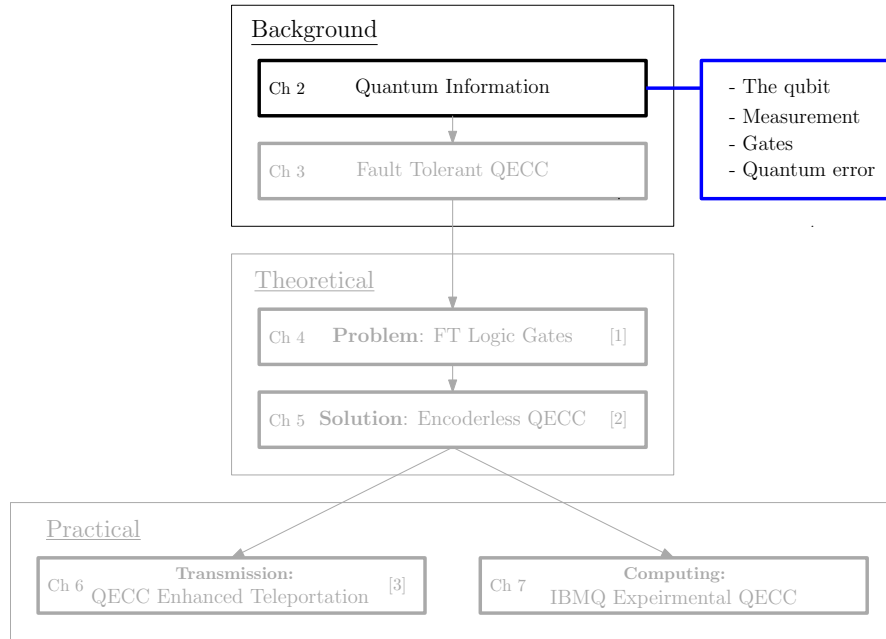 Background
Ch 2 Quantum Information
- The qubit
- Measurement
- Gates
- Quantum error
Ch 3 Fault Tolerant QECC
Theoretical
Ch 4 Problem: FT Logic Gates [1]
Ch 5 Solution: Encoderless QECC [2]
Practical
Ch 6 Transmission: [3]
QECC Enhanced Teleportation
Ch 7 Computing:
IBMQ Expeirmental QECC